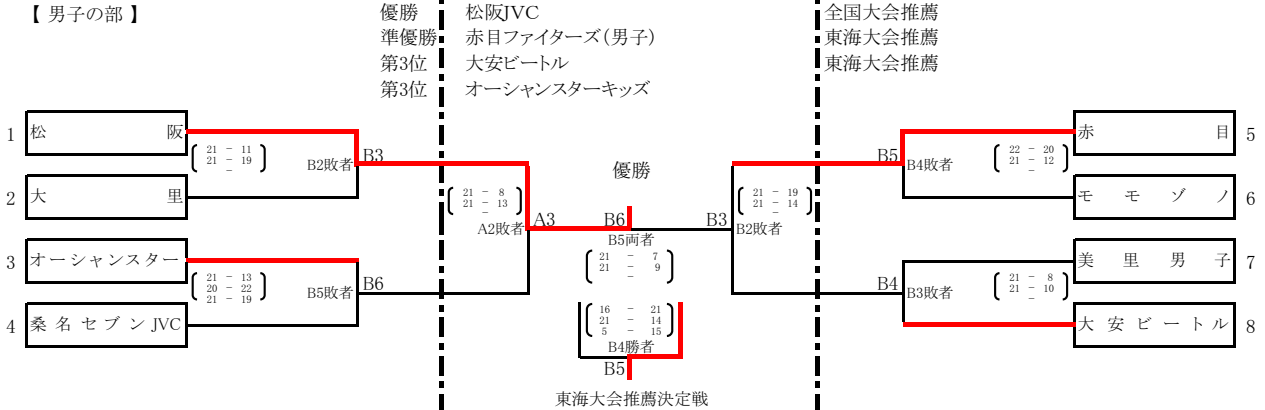 【 男子の部 】
優勝 松阪JVC 全国大会推薦
準優勝 赤目ファイターズ(男子) 東海大会推薦
第3位 大安ビートル 東海大会推薦
第3位 オーシャンスターキッズ
1 松 阪
21 - 11
21 - 19
-
B2敗者
B3
2 大 里
3 オーシャンスター
21 - 13
20 - 22
21 - 19
B5敗者
B6
4 桑名セブンJVC
21 - 8
21 - 13
-
A2敗者
A3
優勝
B6
B5両者
21 - 7
21 - 9
-
16 - 21
21 - 14
5 - 15
B4勝者
B5
東海大会推薦決定戦
B3
21 - 19
21 - 14
-
B2敗者
B5
B4敗者
22 - 20
21 - 12
-
赤 目 5
モモゾノ 6
B4
B3敗者
21 - 8
21 - 10
-
美里男子 7
大安ビートル 8